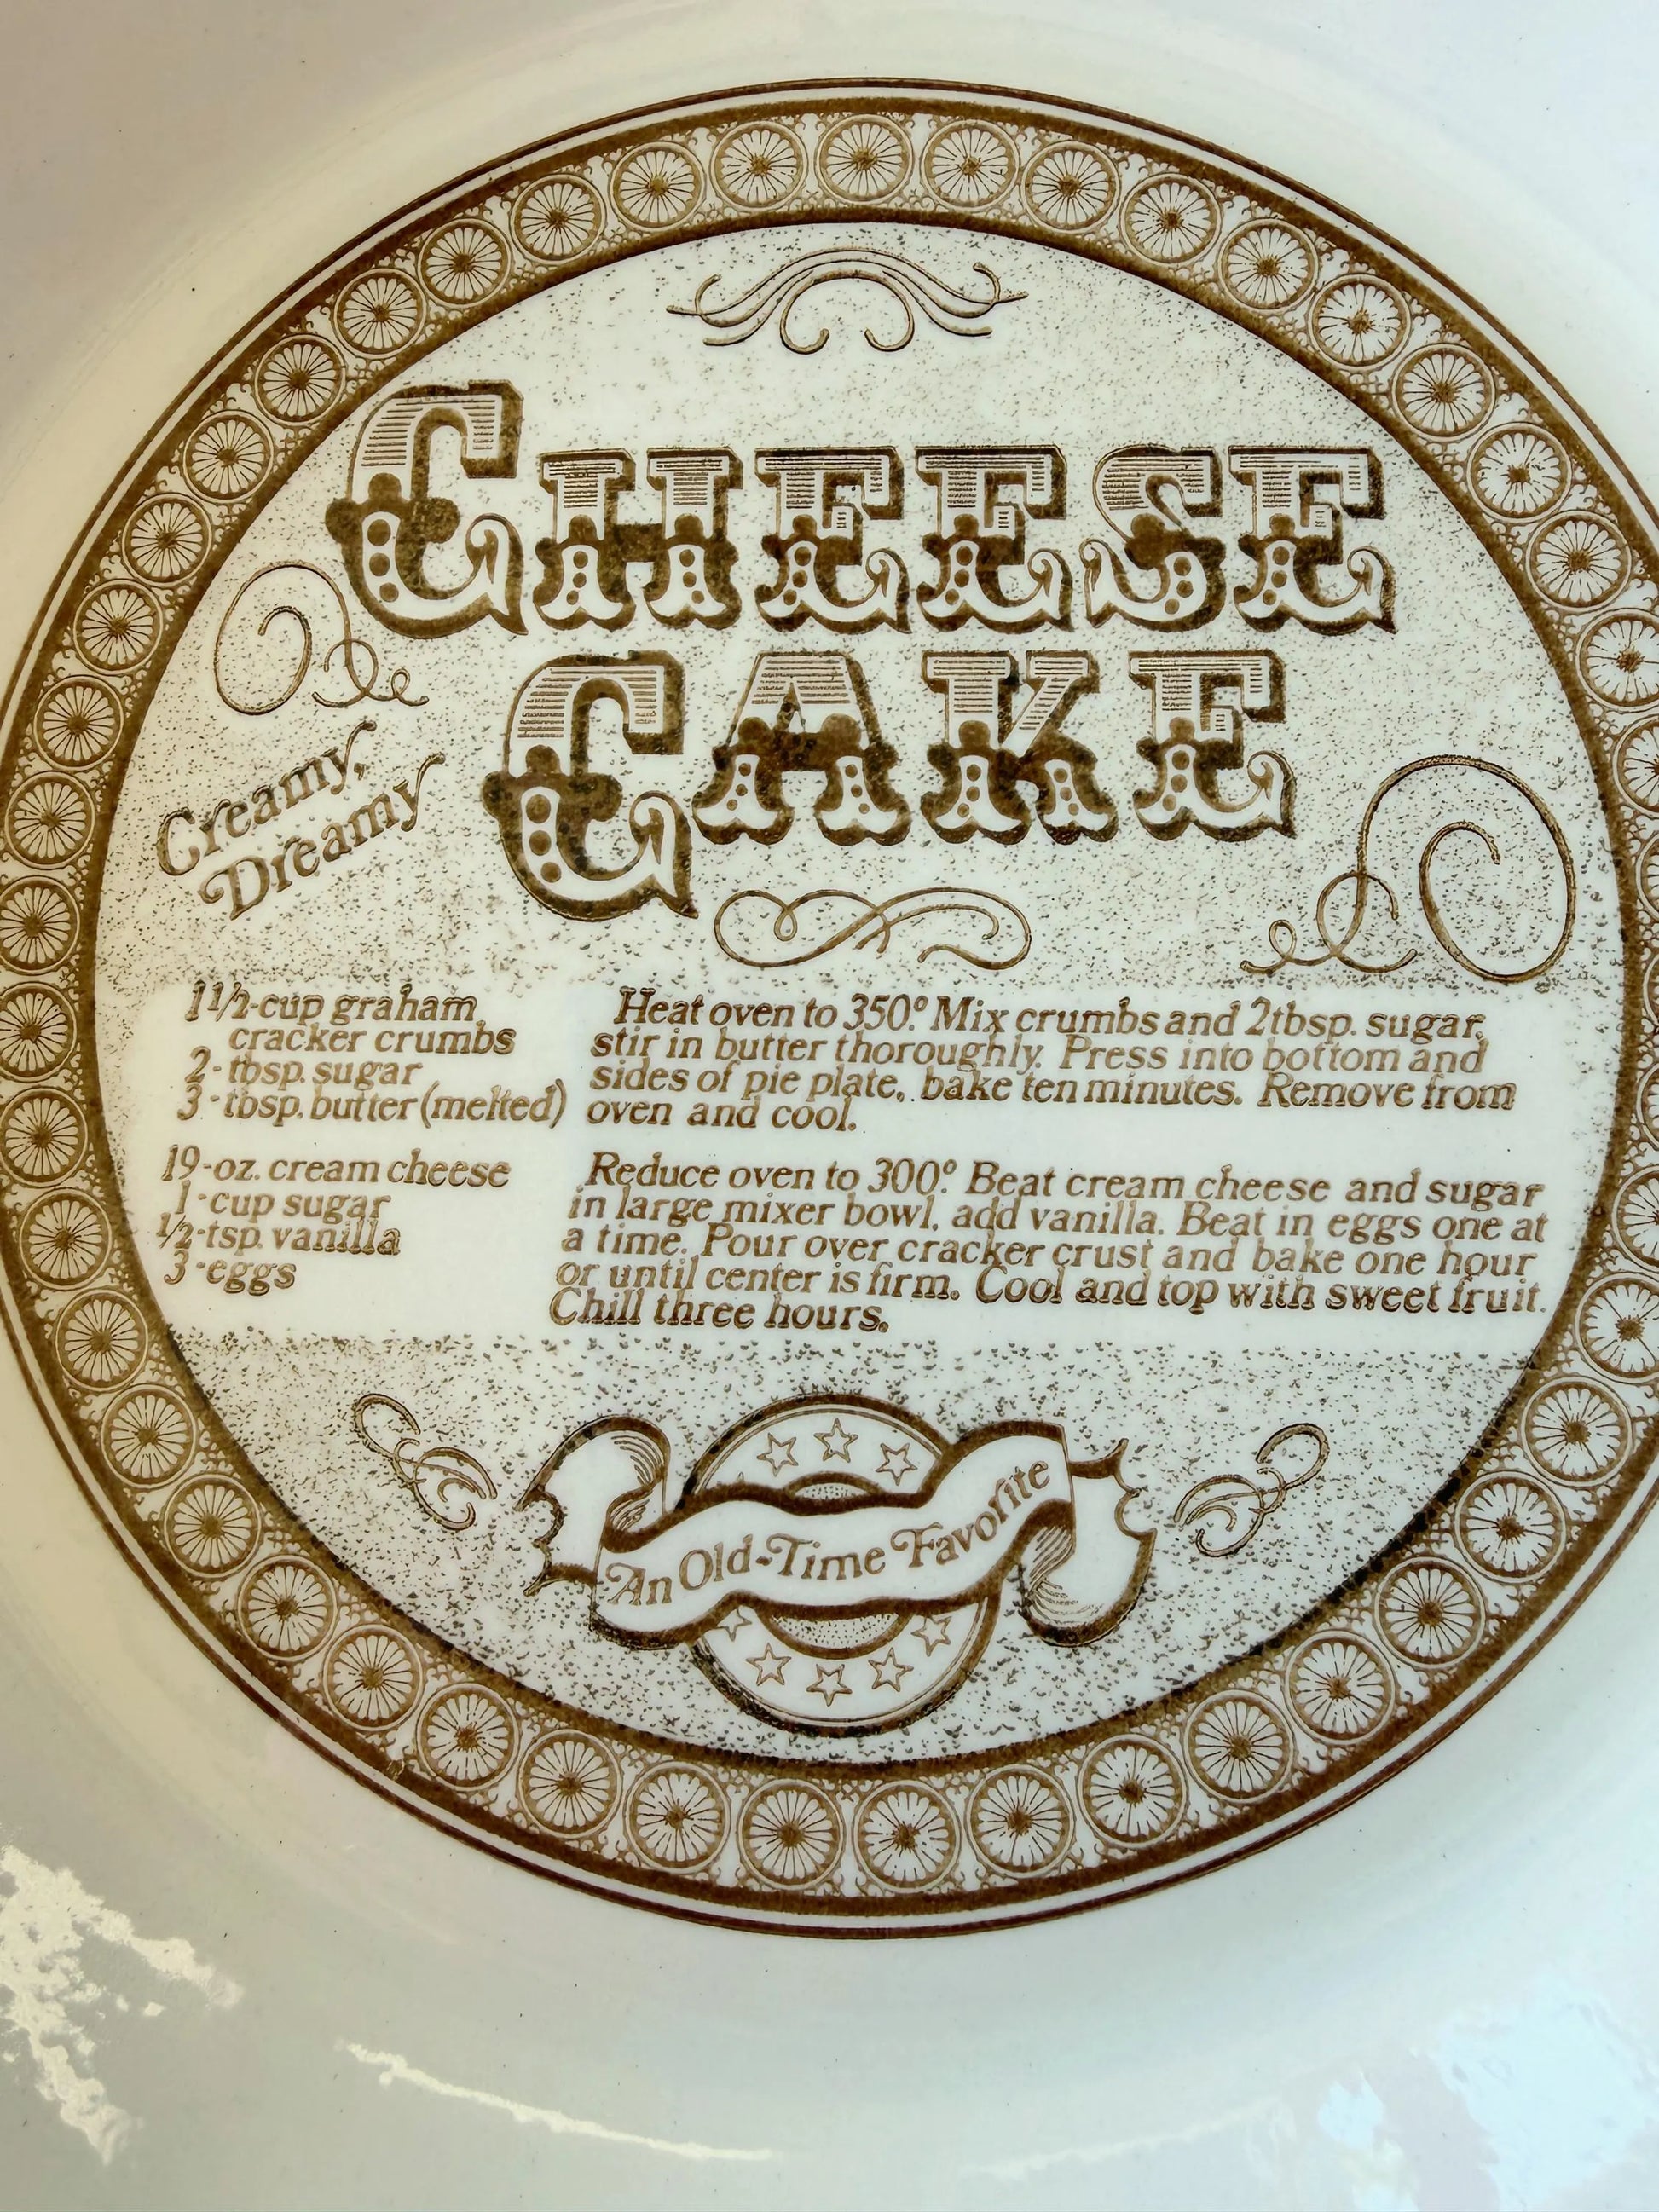 CHEESE
CAKE
Creamy,
Dreamy
1 1/2-cup graham
cracker crumbs
2-tbsp. sugar
3-tbsp. butter (melted)
Heat oven to 350° Mix crumbs and 2tbsp. sugar,
stir in butter thoroughly. Press into bottom and
sides of pie plate, bake ten minutes. Remove from
oven and cool.
19-oz. cream cheese
1-cup sugar
1/2-tsp. vanilla
3-eggs
Reduce oven to 300° Beat cream cheese and sugar
in large mixer bowl, add vanilla. Beat in eggs one at
a time. Pour over cracker crust and bake one hour
or until center is firm. Cool and top with sweet fruit.
Chill three hours.
An Old-Time Favorite